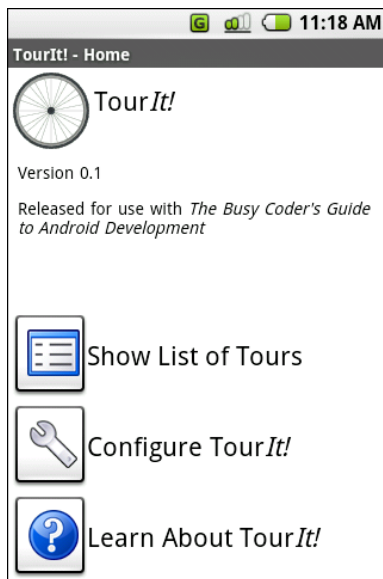 G 11:18 AM
TourIt! - Home
TourIt!
Version 0.1
Released for use with The Busy Coder's Guide
to Android Development
Show List of Tours
Configure TourIt!
?
Learn About TourIt!